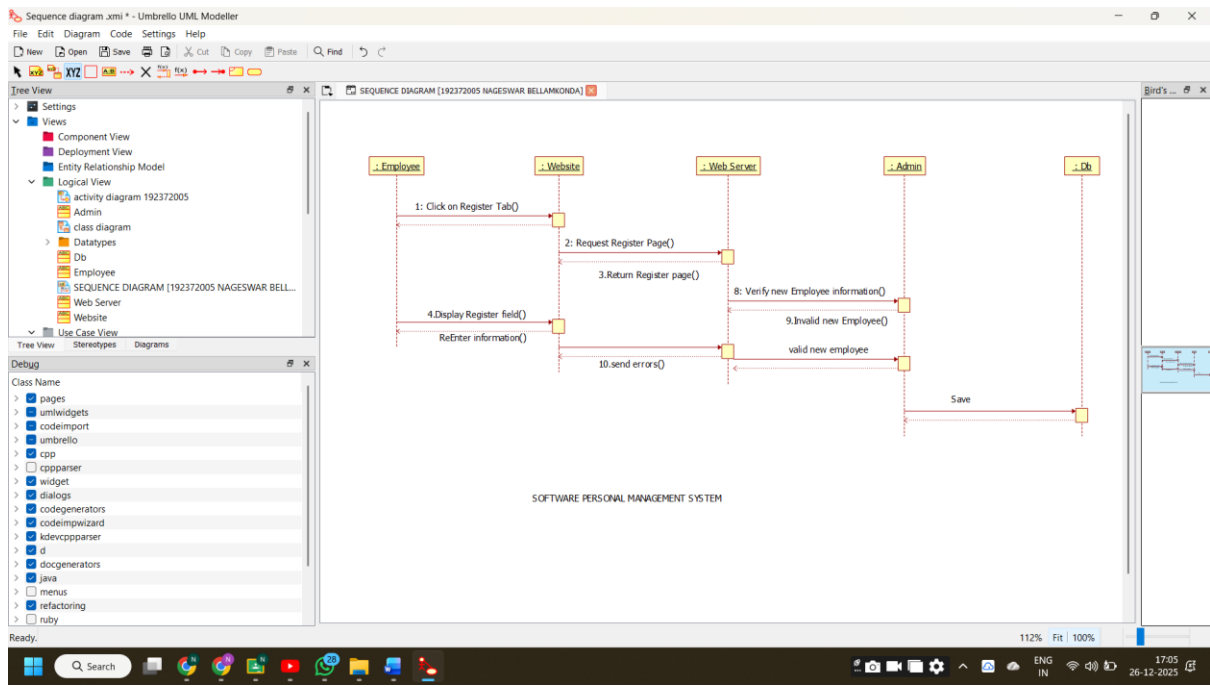 Sequence diagram .xmi * - Umbrello UML Modeller
File Edit Diagram Code Settings Help
New Open Save Cut Copy Paste Find
XYZ XYZ A:B f(x)
Tree View
SEQUENCE DIAGRAM [192372005 NAGESWAR BELLAMKONDA]
Bird's ...
Settings
Views
Component View
Deployment View
Entity Relationship Model
Logical View
activity diagram 192372005
Admin
class diagram
Datatypes
Db
Employee
SEQUENCE DIAGRAM [192372005 NAGESWAR BELL...
Web Server
Website
Use Case View
Tree View Stereotypes Diagrams
Debug
Class Name
pages
umlwidgets
codeimport
umbrello
cpp
cppparser
widget
dialogs
codegenerators
codeimpwizard
kdevcppparser
d
docgenerators
java
menus
refactoring
ruby
: Employee : Website : Web Server : Admin : Db
1: Click on Register Tab()
2: Request Register Page()
3.Return Register page()
8: Verify new Employee information()
4.Display Register field()
9.Invalid new Employee()
ReEnter information()
valid new employee
10.send errors()
Save
SOFTWARE PERSONAL MANAGEMENT SYSTEM
Ready.
112% Fit 100%
Search
28
ENG
IN
17:05
26-12-2025